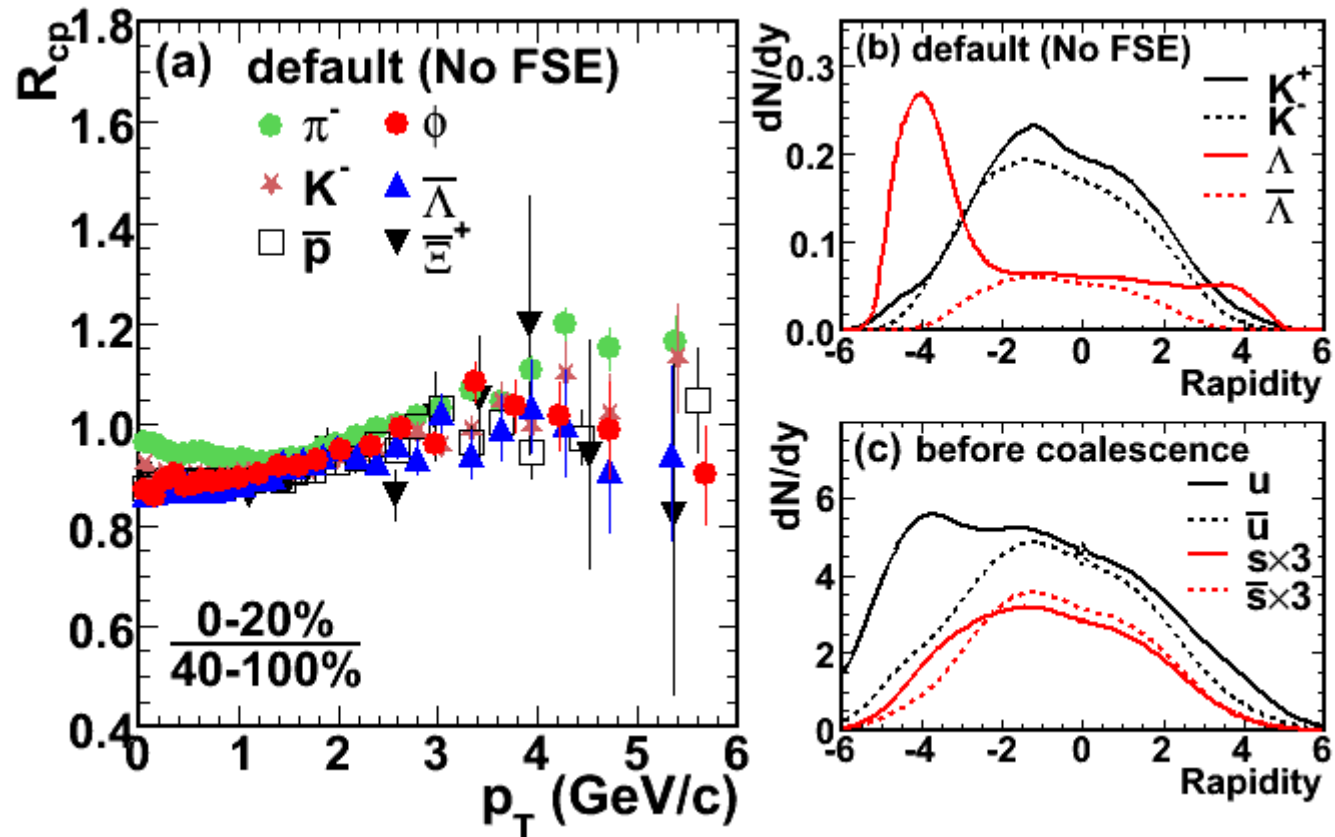 (a) default (No FSE)
π⁻ ϕ
K⁻ Λ̅
p̅ Ξ̅⁺
0-20%
40-100%
R_cp
1.8
1.6
1.4
1.2
1.0
0.8
0.6
0.4
0 1 2 3 4 5 6
p_T (GeV/c)
(b) default (No FSE)
K⁺
K⁻
Λ
Λ̅
dN/dy
0.3
0.2
0.1
0.0
-6 -4 -2 0 2 4 6
Rapidity
(c) before coalescence
u
u̅
s×3
s̅×3
dN/dy
6
4
2
0
-6 -4 -2 0 2 4 6
Rapidity